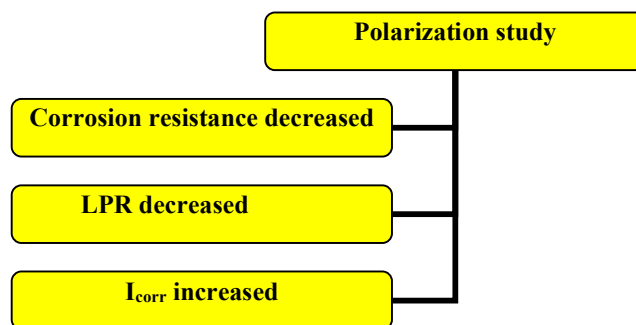 Polarization study
Corrosion resistance decreased
LPR decreased
Icorr increased